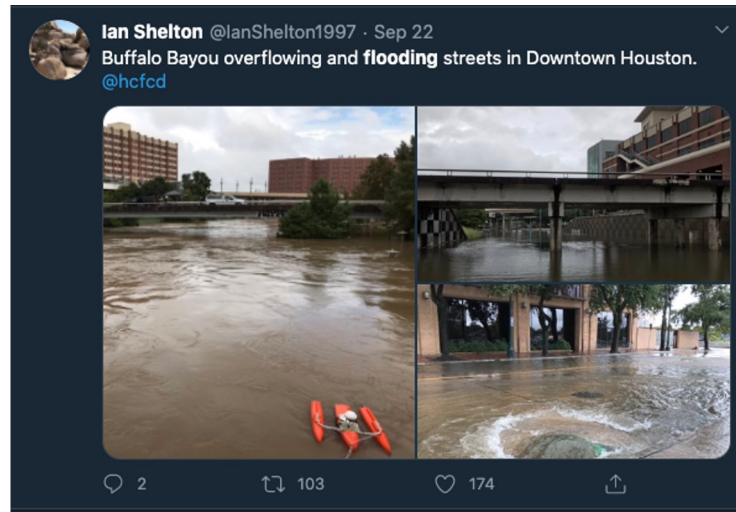 Ian Shelton @IanShelton1997 · Sep 22
Buffalo Bayou overflowing and flooding streets in Downtown Houston.
@hcfcd
2 103 174